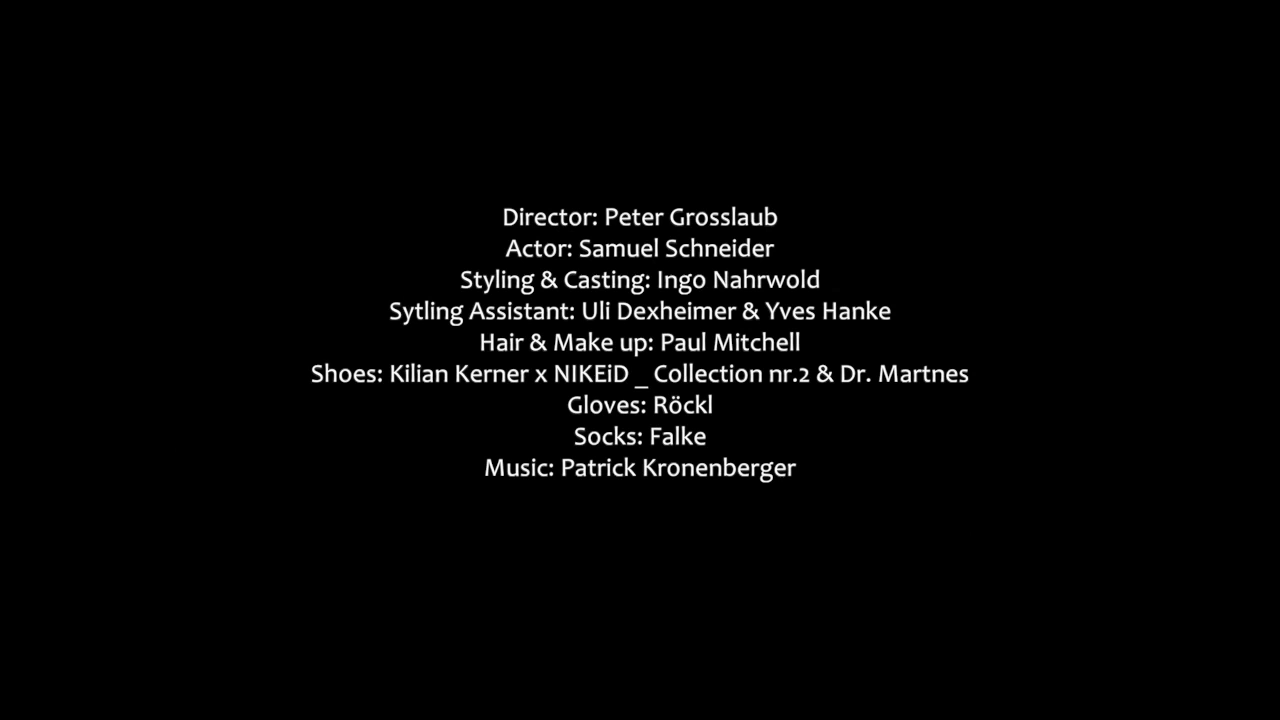 Director: Peter Grosslaub
Actor: Samuel Schneider
Styling & Casting: Ingo Nahrwold
Sytling Assistant: Uli Dexheimer & Yves Hanke
Hair & Make up: Paul Mitchell
Shoes: Kilian Kerner x NIKEiD _ Collection nr.2 & Dr. Martnes
Gloves: Röckl
Socks: Falke
Music: Patrick Kronenberger